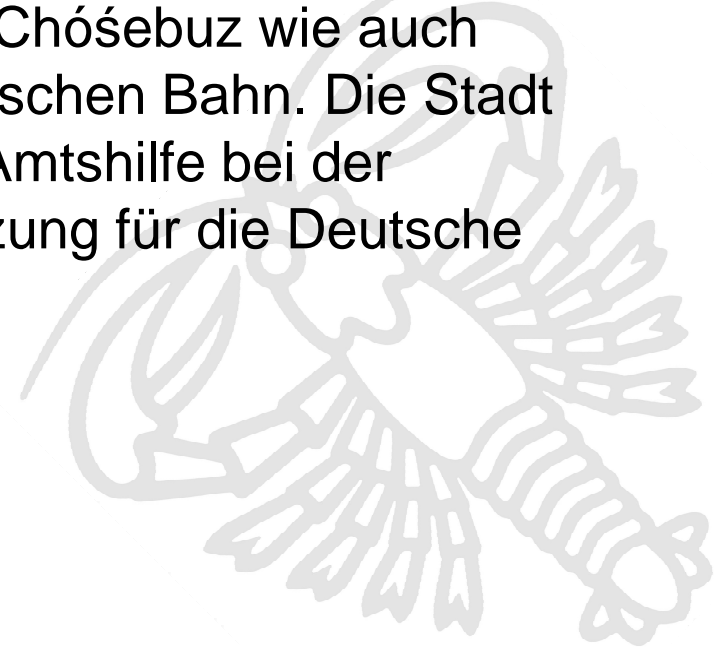 Chóśebuz wie auch
schen Bahn. Die Stadt
Amtshilfe bei der
zung für die Deutsche